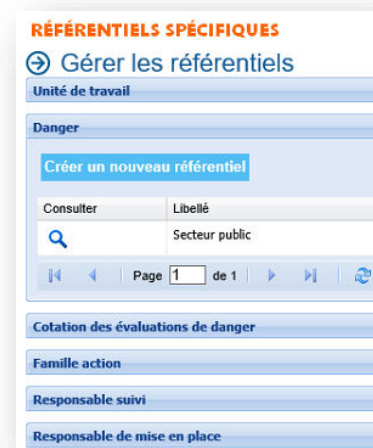 RÉFÉRENTIELS SPÉCIFIQUES
Gérer les référentiels
Unité de travail
Danger
Créer un nouveau référentiel
Consulter Libellé
Secteur public
Page 1 de 1
Cotation des évaluations de danger
Famille action
Responsable suivi
Responsable de mise en place